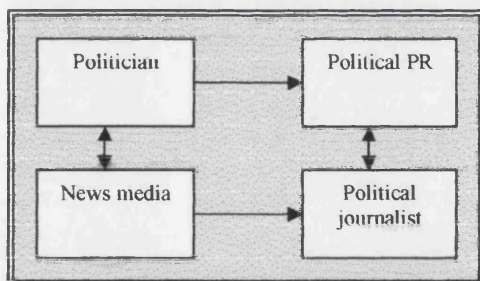 Politician
Political PR
News media
Political
journalist